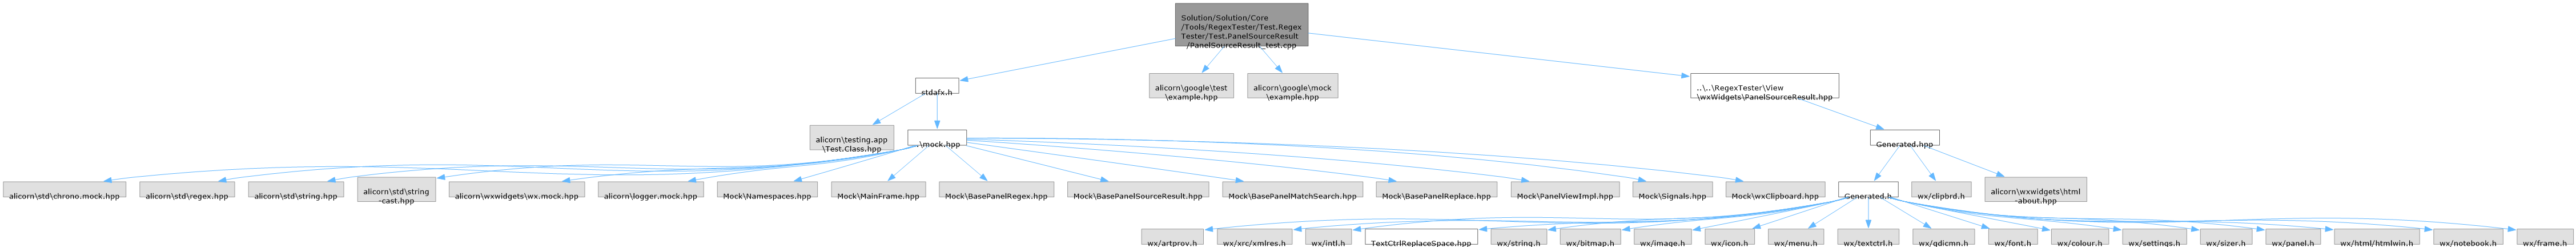 Solution/Solution/Core
/Tools/RegexTester/Test.Regex
Tester/Test.PanelSourceResult
/PanelSourceResult_test.cpp
stdafx.h
alicorn\google\test
\example.hpp
alicorn\google\mock
\example.hpp
..\..\RegexTester\View
\wxWidgets\PanelSourceResult.hpp
alicorn\testing.app
\Test.Class.hpp
.\mock.hpp
Generated.hpp
alicorn\std\chrono.mock.hpp
alicorn\std\regex.hpp
alicorn\std\string.hpp
alicorn\std\string
-cast.hpp
alicorn\wxwidgets\wx.mock.hpp
alicorn\logger.mock.hpp
Mock\Namespaces.hpp
Mock\MainFrame.hpp
Mock\BasePanelRegex.hpp
Mock\BasePanelSourceResult.hpp
Mock\BasePanelMatchSearch.hpp
Mock\BasePanelReplace.hpp
Mock\PanelViewImpl.hpp
Mock\Signals.hpp
Mock\wxClipboard.hpp
Generated.h
wx/clipbrd.h
alicorn\wxwidgets\html
-about.hpp
wx/artprov.h
wx/xrc/xmlres.h
wx/intl.h
TextCtrlReplaceSpace.hpp
wx/string.h
wx/bitmap.h
wx/image.h
wx/icon.h
wx/menu.h
wx/textctrl.h
wx/gdicmn.h
wx/font.h
wx/colour.h
wx/settings.h
wx/sizer.h
wx/panel.h
wx/html/htmlwin.h
wx/notebook.h
wx/frame.h